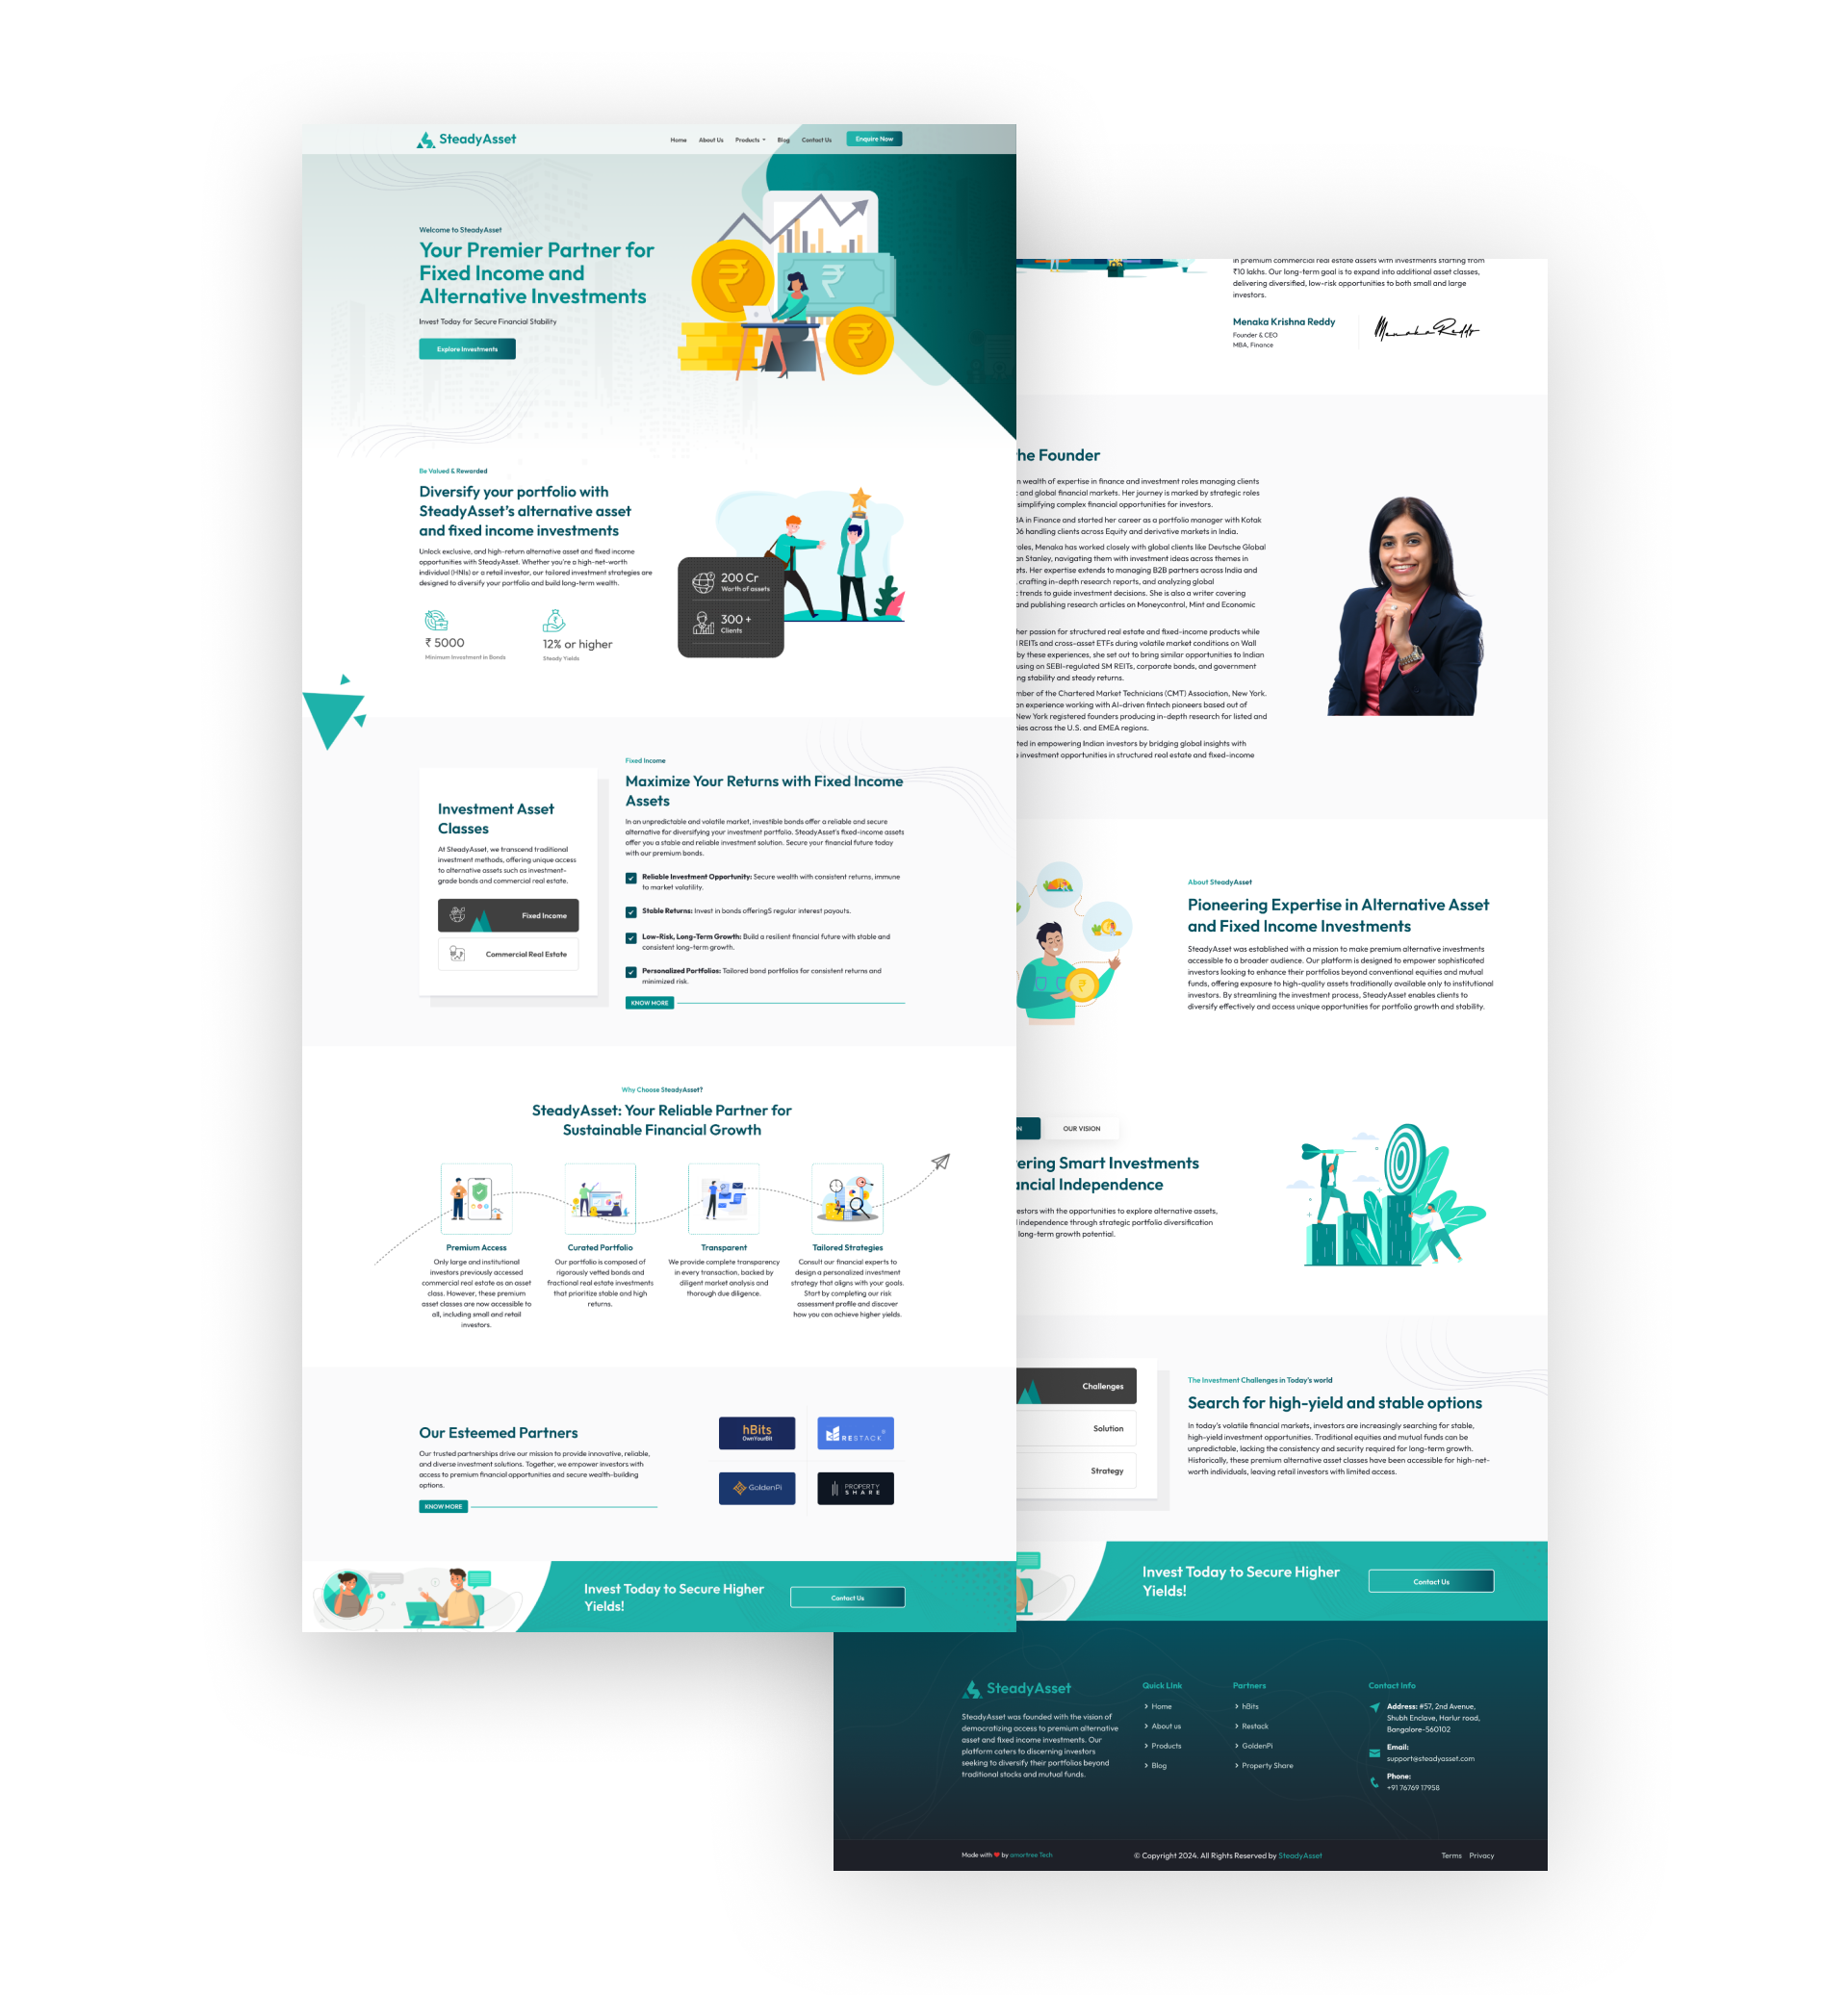 SteadyAsset
Home
About Us
Products
Blog
Contact Us
Enquire Now
Welcome to SteadyAsset
Your Premier Partner for
Fixed Income and
Alternative Investments
Invest Today for Secure Financial Stability
Explore Investments
Be Valued & Rewarded
Diversify your portfolio with
SteadyAsset's alternative asset
and fixed income investments
Unlock exclusive, and high-return alternative asset and fixed income
opportunities with SteadyAsset. Whether you're a high-net-worth
individual (HNIs) or a retail investor, our tailored investment strategies are
designed to diversify your portfolio and build long-term wealth.
₹ 5000
Minimum Investment in Bonds
12% or higher
Steady Yields
200 Cr
Worth of assets
300 +
Clients
Investment Asset
Classes
At SteadyAsset, we transcend traditional
investment methods, offering unique access
to alternative assets such as investment-
grade bonds and commercial real estate.
Fixed Income
Commercial Real Estate
Fixed Income
Maximize Your Returns with Fixed Income
Assets
In an unpredictable and volatile market, investible bonds offer a reliable and secure
alternative for diversifying your investment portfolio. SteadyAsset's fixed-income assets
offer you a stable and reliable investment solution. Secure your financial future today
with our premium bonds.
Reliable Investment Opportunity: Secure wealth with consistent returns, immune
to market volatility.
Stable Returns: Invest in bonds offering5 regular interest payouts.
Low-Risk, Long-Term Growth: Build a resilient financial future with stable and
consistent long-term growth.
Personalized Portfolios: Tailored bond portfolios for consistent returns and
minimized risk.
KNOW MORE
Why Choose SteadyAsset?
SteadyAsset: Your Reliable Partner for
Sustainable Financial Growth
Premium Access
Only large and institutional
investors previously accessed
commercial real estate as an asset
class. However, these premium
asset classes are now accessible to
all, including small and retail
investors.
Curated Portfolio
Our portfolio is composed of
rigorously vetted bonds and
fractional real estate investments
that prioritize stable and high
returns.
Transparent
We provide complete transparency
in every transaction, backed by
diligent market analysis and
thorough due diligence.
Tailored Strategies
Consult our financial experts to
design a personalized investment
strategy that aligns with your goals.
Start by completing our risk
assessment profile and discover
how you can achieve higher yields.
Our Esteemed Partners
Our trusted partnerships drive our mission to provide innovative, reliable,
and diverse investment solutions. Together, we empower investors with
access to premium financial opportunities and secure wealth-building
options.
KNOW MORE
hBits
OwnYourBit
RESTACK
GoldenPi
PROPERTY
SHARE
Invest Today to Secure Higher
Yields!
Contact Us
in premium commercial real estate assets with investments starting from
₹10 lakhs. Our long-term goal is to expand into additional asset classes,
delivering diversified, low-risk opportunities to both small and large
investors.
Menaka Krishna Reddy
Founder & CEO
MBA, Finance
Menaka Reddy
the Founder
wealth of expertise in finance and investment roles managing clients
and global financial markets. Her journey is marked by strategic roles
simplifying complex financial opportunities for investors.
in Finance and started her career as a portfolio manager with Kotak
handling clients across Equity and derivative markets in India.
Menaka has worked closely with global clients like Deutsche Global
Stanley, navigating them with investment ideas across themes in
Her expertise extends to managing B2B partners across India and
crafting in-depth research reports, and analyzing global
trends to guide investment decisions. She is also a writer covering
and publishing research articles on Moneycontrol, Mint and Economic
her passion for structured real estate and fixed-income products while
REITs and cross-asset ETFs during volatile market conditions on Wall
by these experiences, she set out to bring similar opportunities to Indian
using on SEBI-regulated SM REITs, corporate bonds, and government
ng stability and steady returns.
mber of the Chartered Market Technicians (CMT) Association, New York.
experience working with AI-driven fintech pioneers based out of
New York registered founders producing in-depth research for listed and
nies across the U.S. and EMEA regions.
ted in empowering Indian investors by bridging global insights with
investment opportunities in structured real estate and fixed-income
About SteadyAsset
Pioneering Expertise in Alternative Asset
and Fixed Income Investments
SteadyAsset was established with a mission to make premium alternative investments
accessible to a broader audience. Our platform is designed to empower sophisticated
investors looking to enhance their portfolios beyond conventional equities and mutual
funds, offering exposure to high-quality assets traditionally available only to institutional
investors. By streamlining the investment process, SteadyAsset enables clients to
diversify effectively and access unique opportunities for portfolio growth and stability.
ON
OUR VISION
ering Smart Investments
ancial Independence
estors with the opportunities to explore alternative assets,
independence through strategic portfolio diversification
long-term growth potential.
Challenges
Solution
Strategy
The Investment Challenges in Today's world
Search for high-yield and stable options
In today's volatile financial markets, investors are increasingly searching for stable,
high-yield investment opportunities. Traditional equities and mutual funds can be
unpredictable, lacking the consistency and security required for long-term growth.
Historically, these premium alternative asset classes have been accessible for high-net-
worth individuals, leaving retail investors with limited access.
Invest Today to Secure Higher
Yields!
Contact Us
SteadyAsset
SteadyAsset was founded with the vision of
democratizing access to premium alternative
asset and fixed income investments. Our
platform caters to discerning investors
seeking to diversify their portfolios beyond
traditional stocks and mutual funds.
Quick Link
Home
About us
Products
Blog
Partners
hBits
Restack
GoldenPi
Property Share
Contact Info
Address: #57, 2nd Avenue,
Shubh Enclave, Harlur road,
Bangalore-560102
Email:
support@steadyasset.com
Phone:
+91 76769 17958
Made with ❤ by amartree Tech
© Copyright 2024. All Rights Reserved by SteadyAsset
Terms
Privacy